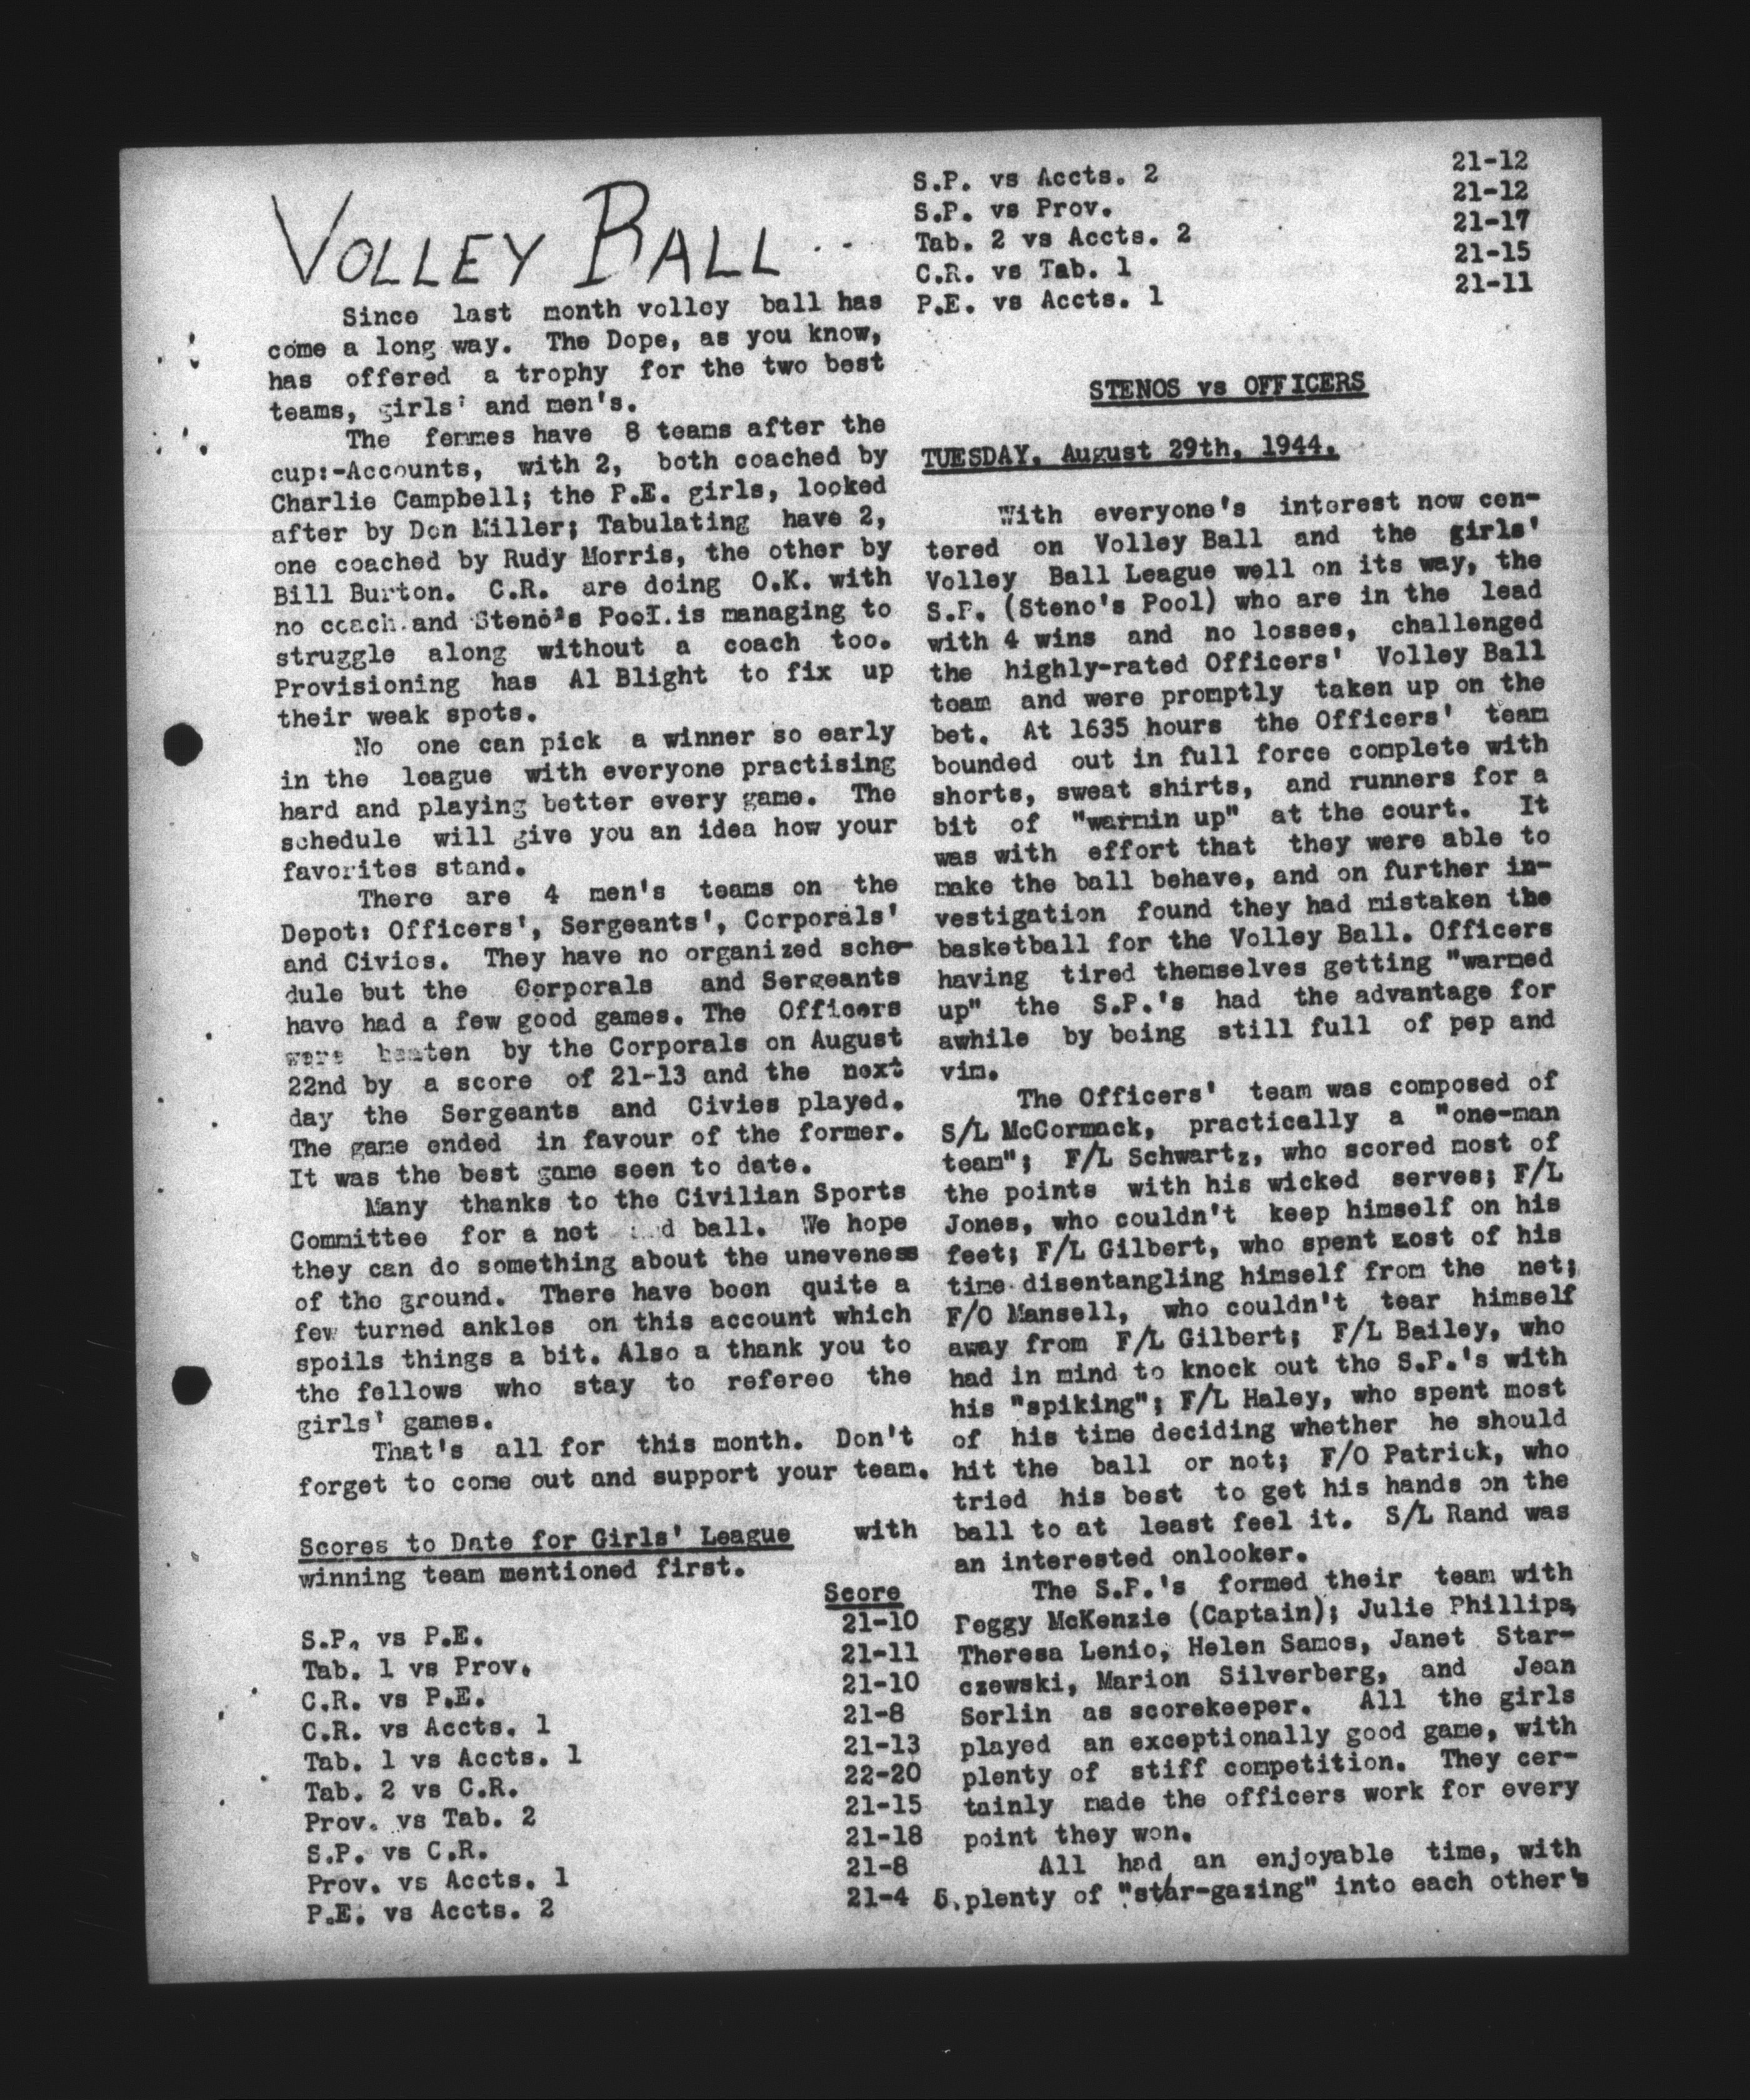 VOLLEY BALL . .
Since last month volley ball has
come a long way. The Dope, as you know,
has offered a trophy for the two best
teams, girls' and men's.
The femmes have 8 teams after the
cup:-Accounts, with 2, both coached by
Charlie Campbell; the P.E. girls, looked
after by Don Miller; Tabulating have 2,
one coached by Rudy Morris, the other by
Bill Burton. C.R. are doing O.K. with
no coach and Steno's Pool is managing to
struggle along without a coach too.
Provisioning has Al Blight to fix up
their weak spots.
No one can pick a winner so early
in the league with everyone practising
hard and playing better every game. The
schedule will give you an idea how your
favorites stand.
There are 4 men's teams on the
Depot: Officers', Sergeants', Corporals'
and Civies. They have no organized sche-
dule but the Corporals and Sergeants
have had a few good games. The Officers
were beaten by the Corporals on August
22nd by a score of 21-13 and the next
day the Sergeants and Civies played.
The game ended in favour of the former.
It was the best game seen to date.
Many thanks to the Civilian Sports
Committee for a net ball. We hope
they can do something about the uneveness
of the ground. There have been quite a
few turned ankles on this account which
spoils things a bit. Also a thank you to
the fellows who stay to referee the
girls' games.
That's all for this month. Don't
forget to come out and support your team.
Scores to Date for Girls' League with
winning team mentioned first.
Score
S.P. vs P.E. 21-10
Tab. 1 vs Prov. 21-11
C.R. vs P.E. 21-10
C.R. vs Accts. 1 21-8
Tab. 1 vs Accts. 1 21-13
Tab. 2 vs C.R. 22-20
Prov. vs Tab. 2 21-15
S.P. vs C.R. 21-18
Prov. vs Accts. 1 21-8
P.E. vs Accts. 2 21-4
S.P. vs Accts. 2 21-12
S.P. vs Prov. 21-12
Tab. 2 vs Accts. 2 21-17
C.R. vs Tab. 1 21-15
P.E. vs Accts. 1 21-11
STENOS vs OFFICERS
TUESDAY, August 29th, 1944.
With everyone's interest now cen-
tered on Volley Ball and the girls'
Volley Ball League well on its way, the
S.P. (Steno's Pool) who are in the lead
with 4 wins and no losses, challenged
the highly-rated Officers' Volley Ball
team and were promptly taken up on the
bet. At 1635 hours the Officers' team
bounded out in full force complete with
shorts, sweat shirts, and runners for a
bit of "warmin up" at the court. It
was with effort that they were able to
make the ball behave, and on further in-
vestigation found they had mistaken the
basketball for the Volley Ball. Officers
having tired themselves getting "warmed
up" the S.P.'s had the advantage for
awhile by being still full of pep and
vim.
The Officers' team was composed of
S/L McCormack, practically a "one-man
team"; F/L Schwartz, who scored most of
the points with his wicked serves; F/L
Jones, who couldn't keep himself on his
feet; F/L Gilbert, who spent most of his
time disentangling himself from the net;
F/O Mansell, who couldn't tear himself
away from F/L Gilbert; F/L Bailey, who
had in mind to knock out the S.P.'s with
his "spiking"; F/L Haley, who spent most
of his time deciding whether he should
hit the ball or not; F/O Patrick, who
tried his best to get his hands on the
ball to at least feel it. S/L Rand was
an interested onlooker.
The S.P.'s formed their team with
Peggy McKenzie (Captain); Julie Phillips,
Theresa Lenio, Helen Samos, Janet Star-
czewski, Marion Silverberg, and Jean
Serlin as scorekeeper. All the girls
played an exceptionally good game, with
plenty of stiff competition. They cer-
tainly made the officers work for every
point they won.
All had an enjoyable time, with
plenty of "star-gazing" into each other's
5.